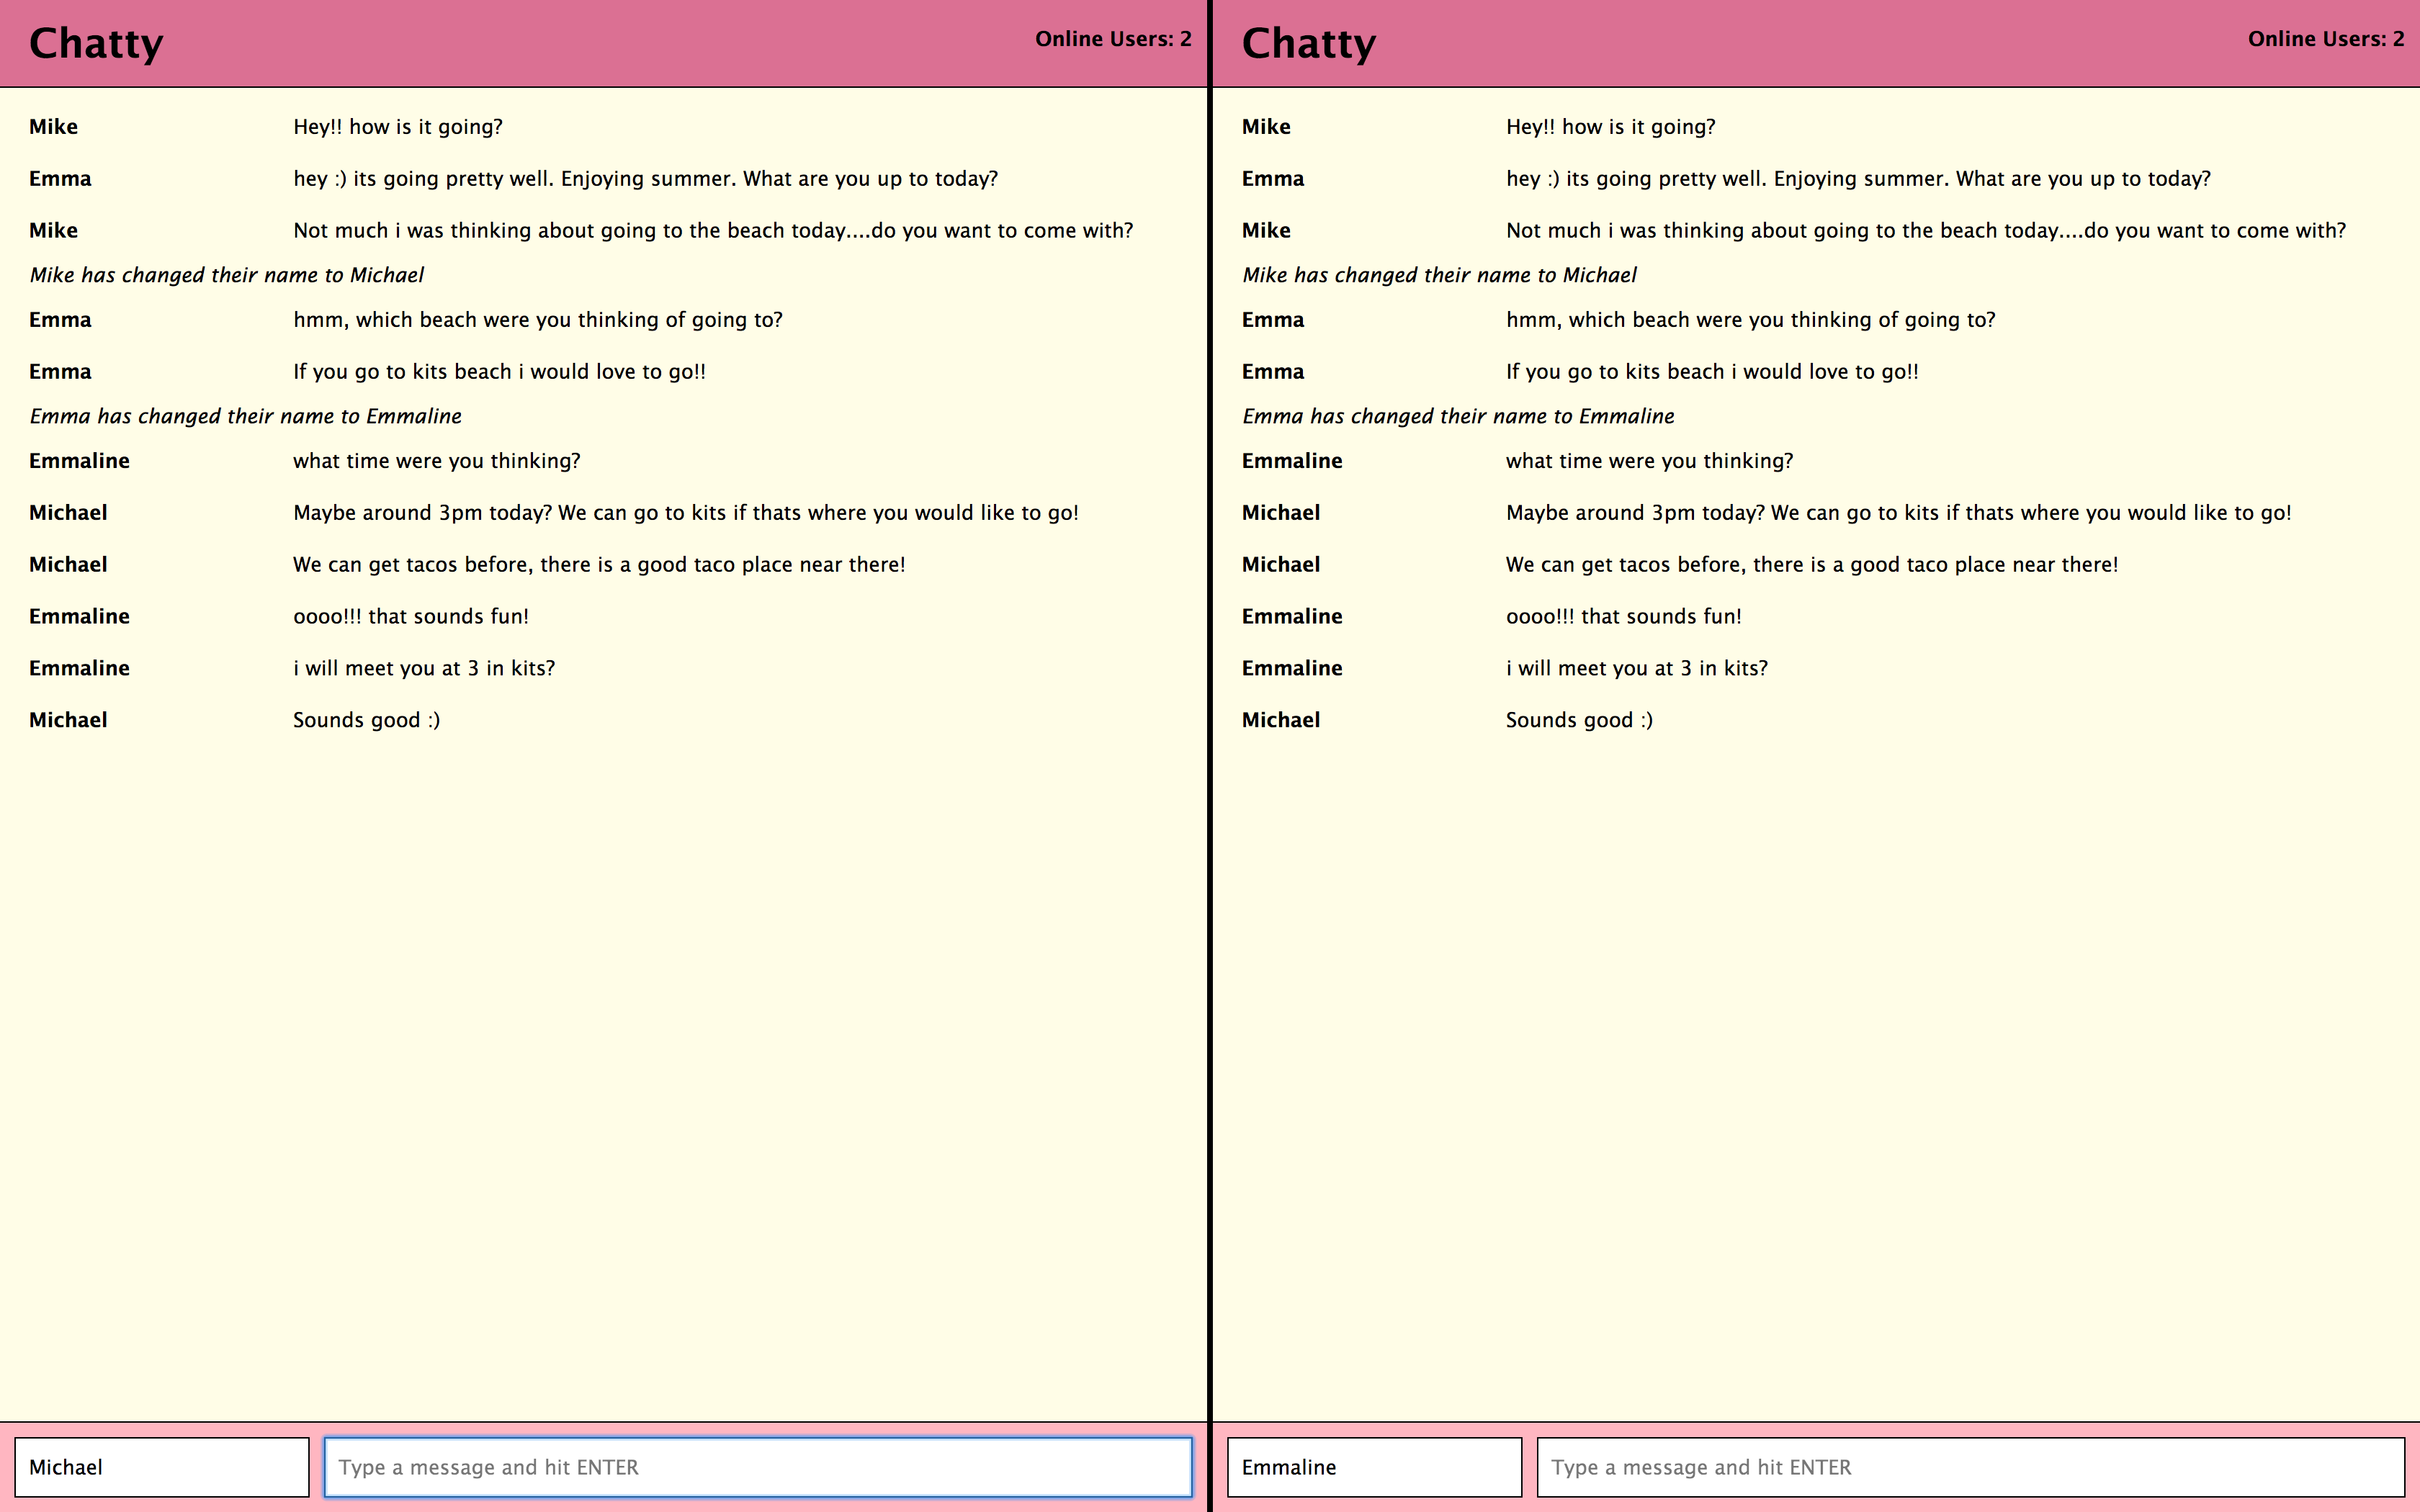 Chatty
Online Users: 2
Mike Hey!! how is it going?
Emma hey :) its going pretty well. Enjoying summer. What are you up to today?
Mike Not much i was thinking about going to the beach today....do you want to come with?
Mike has changed their name to Michael
Emma hmm, which beach were you thinking of going to?
Emma If you go to kits beach i would love to go!!
Emma has changed their name to Emmaline
Emmaline what time were you thinking?
Michael Maybe around 3pm today? We can go to kits if thats where you would like to go!
Michael We can get tacos before, there is a good taco place near there!
Emmaline oooo!!! that sounds fun!
Emmaline i will meet you at 3 in kits?
Michael Sounds good :)
Michael
Type a message and hit ENTER
Chatty
Online Users: 2
Mike Hey!! how is it going?
Emma hey :) its going pretty well. Enjoying summer. What are you up to today?
Mike Not much i was thinking about going to the beach today....do you want to come with?
Mike has changed their name to Michael
Emma hmm, which beach were you thinking of going to?
Emma If you go to kits beach i would love to go!!
Emma has changed their name to Emmaline
Emmaline what time were you thinking?
Michael Maybe around 3pm today? We can go to kits if thats where you would like to go!
Michael We can get tacos before, there is a good taco place near there!
Emmaline oooo!!! that sounds fun!
Emmaline i will meet you at 3 in kits?
Michael Sounds good :)
Emmaline
Type a message and hit ENTER